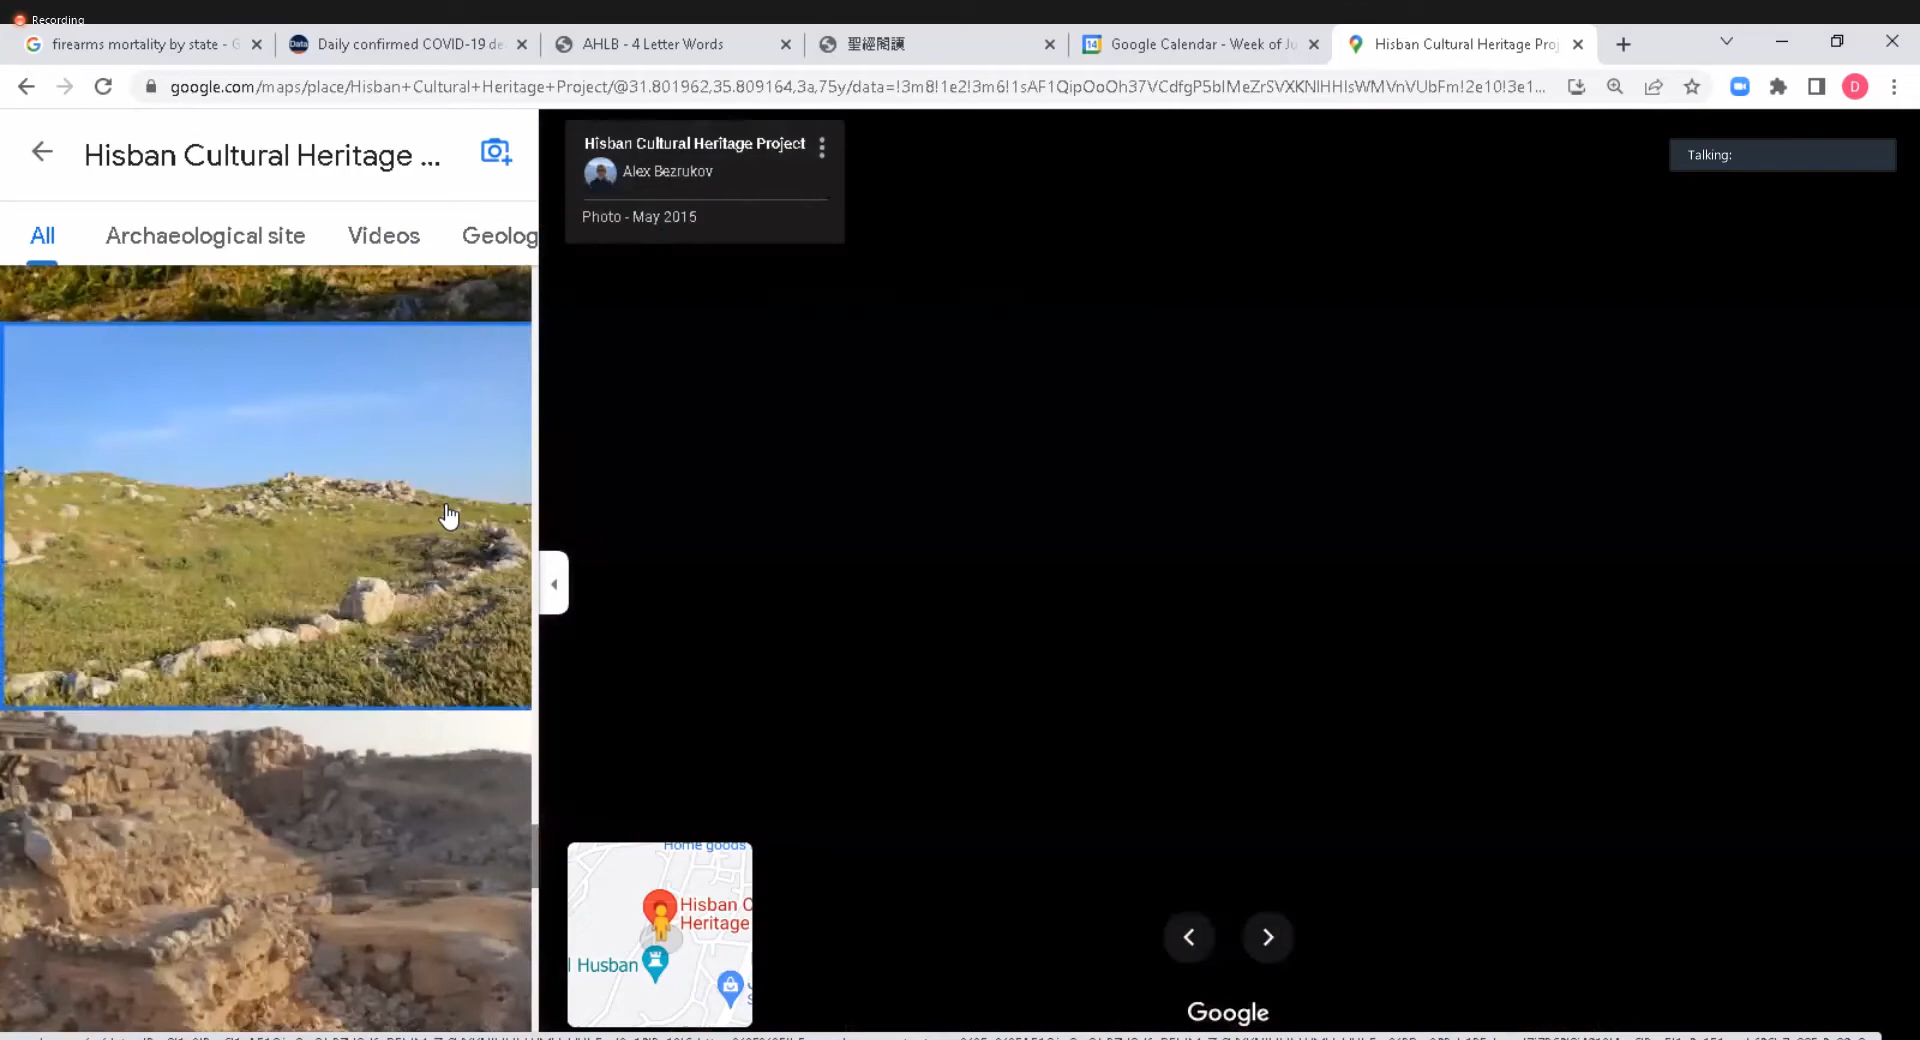 Recording
firearms mortality by state - G
Daily confirmed COVID-19 de
AHLB - 4 Letter Words
聖經閱讀
Google Calendar - Week of Ju
Hisban Cultural Heritage Proj
google.com/maps/place/Hisban+Cultural+Heritage+Project/@31.801962,35.809164,3a,75y/data=!3m8!1e2!3m6!1sAF1QipOoOh37VCdfgP5bIMeZrSVXKNIHHIsWMVnVUbFm!2e10!3e1...
D
Hisban Cultural Heritage ...
All Archaeological site Videos Geolog
Hisban Cultural Heritage Project
Alex Bezrukov
Photo - May 2015
Talking:
Home goods
Hisban C
Heritage
l Husban
Google